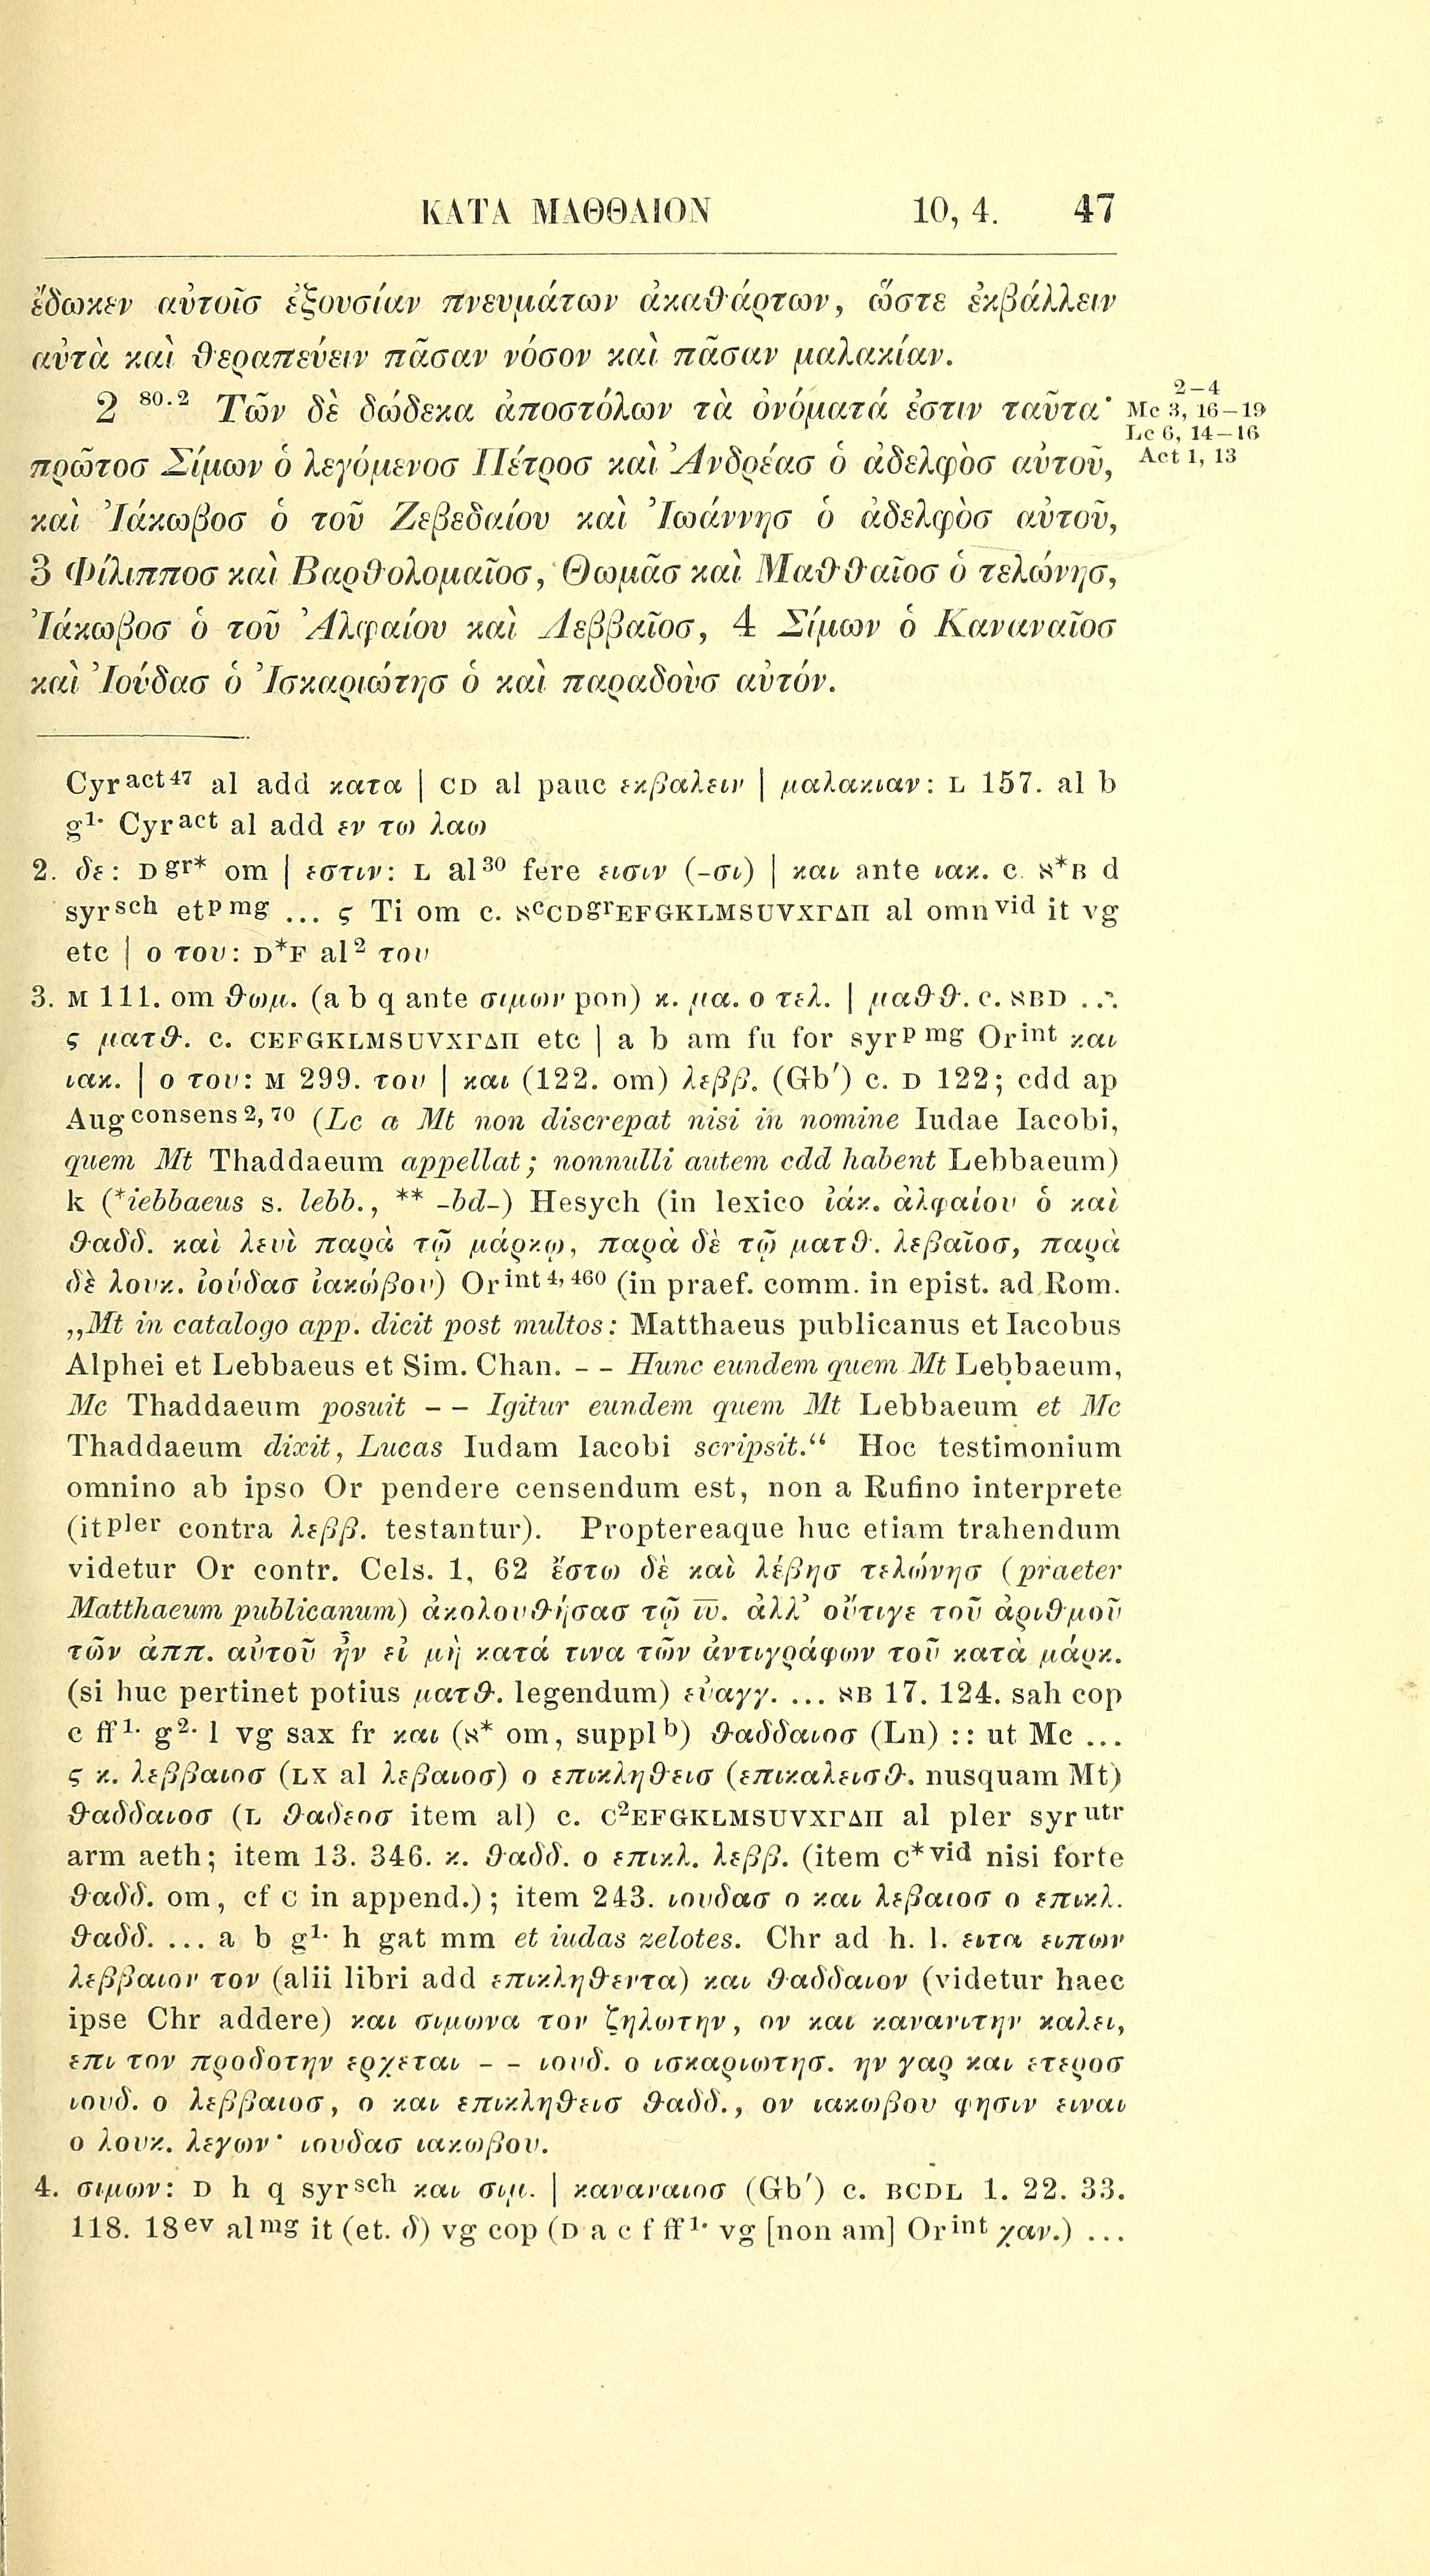 ΚΑΤΑ ΜΑΘΘΑΙΟΝ 10, 4. 47
ἔδωκεν αὐτοῖσ ἐξουσίαν πνευμάτων ἀκαθάρτων, ὥστε ἐκβάλλειν
αὐτὰ καὶ θεραπεύειν πᾶσαν νόσον καὶ πᾶσαν μαλακίαν.
2 80.2 Τῶν δὲ δώδεκα ἀποστόλων τὰ ὀνόματά ἐστιν ταῦτα·
2—4
Mc 3, 16—19
Lc 6, 14—16
Act 1, 13
πρῶτοσ Σίμων ὁ λεγόμενοσ Πέτροσ καὶ Ἀνδρέασ ὁ ἀδελφὸσ αὐτοῦ,
καὶ Ἰάκωβοσ ὁ τοῦ Ζεβεδαίου καὶ Ἰωάννησ ὁ ἀδελφὸσ αὐτοῦ,
3 Φίλιπποσ καὶ Βαρθολομαῖοσ, Θωμᾶσ καὶ Μαθθαῖοσ ὁ τελώνησ,
Ἰάκωβοσ ὁ τοῦ Ἀλφαίου καὶ Λεββαῖοσ, 4 Σίμων ὁ Καναναῖοσ
καὶ Ἰούδασ ὁ Ἰσκαριώτησ ὁ καὶ παραδοὺσ αὐτόν.
Cyr act47 al add κατα | CD al pauc εκβαλειν | μαλακιαν: L 157. al b
g1. Cyr act al add εν τω λαω
2. δε: D gr* om | εστιν: L al30 fere εισιν (-σι) | και ante ιακ. c. ℵ*B d
syr sch et p mg ... ς Ti om c. ℵcCDgrEFGKLMSUVXΓΔΠ al omn vid it vg
etc | ο του: D*F al2 του
3. M 111. om θωμ. (a b q ante σιμων pon) κ. μα. ο τελ. | μαθθ. c. ℵBD ...
ς ματθ. c. CEFGKLMSUVXΓΔΠ etc | a b am fu for syr p mg Or int και
ιακ. | ο του: M 299. του | και (122. om) λεββ. (Gb′) c. D 122; cdd ap
Aug consens 2, 70 (Lc a Mt non discrepat nisi in nomine Iudae Iacobi,
quem Mt Thaddaeum appellat; nonnulli autem cdd habent Lebbaeum)
k (*iebbaeus s. lebb., ** -bd-) Hesych (in lexico ἰάκ. ἀλφαίου ὁ καὶ
θαδδ. καὶ λευὶ παρὰ τῷ μάρκῳ, παρὰ δὲ τῷ ματθ. λεβαῖοσ, παρὰ
δὲ λουκ. ἰούδασ ἰακώβου) Or int 4, 460 (in praef. comm. in epist. ad Rom.
„Mt in catalogo app. dicit post multos: Matthaeus publicanus et Iacobus
Alphei et Lebbaeus et Sim. Chan. - - Hunc eundem quem Mt Lebbaeum,
Mc Thaddaeum posuit - - Igitur eundem quem Mt Lebbaeum et Mc
Thaddaeum dixit, Lucas Iudam Iacobi scripsit.“ Hoc testimonium
omnino ab ipso Or pendere censendum est, non a Rufino interprete
(it pler contra λεββ. testantur). Proptereaque huc etiam trahendum
videtur Or contr. Cels. 1, 62 ἔστω δὲ καὶ λέβησ τελώνησ (praeter
Matthaeum publicanum) ἀκολουθήσασ τῷ ιυ. ἀλλ’ οὔτιγε τοῦ ἀριθμοῦ
τῶν ἀππ. αὐτοῦ ἦν εἰ μὴ κατά τινα τῶν ἀντιγράφων τοῦ κατὰ μάρκ.
(si huc pertinet potius ματθ. legendum) εὐαγγ. ... ℵB 17. 124. sah cop
c ff1. g2. l vg sax fr και (ℵ* om, suppl b) θαδδαιοσ (Ln) :: ut Mc ...
ς κ. λεββαιοσ (LX al λεβαιοσ) ο επικληθεισ (επικαλεισθ. nusquam Mt)
θαδδαιοσ (L θαδεοσ item al) c. C2EFGKLMSUVXΓΔΠ al pler syr utr
arm aeth; item 13. 346. κ. θαδδ. ο επικλ. λεββ. (item C* vid nisi forte
θαδδ. om, cf C in append.); item 243. ιουδασ ο και λεβαιοσ ο επικλ.
θαδδ. ... a b g1. h gat mm et iudas zelotes. Chr ad h. l. ειτα ειπων
λεββαιον τον (alii libri add επικληθεντα) και θαδδαιον (videtur haec
ipse Chr addere) και σιμωνα τον ζηλωτην, ον και κανανιτην καλει,
επι τον προδοτην ερχεται - - ιουδ. ο ισκαριωτησ. ην γαρ και ετεροσ
ιουδ. ο λεββαιοσ, ο και επικληθεισ θαδδ., ον ιακωβου φησιν ειναι
ο λουκ. λεγων· ιουδασ ιακωβου.
4. σιμων: D h q syr sch και σιμ. | καναναιοσ (Gb′) c. BCDL 1. 22. 33.
118. 18ev al mg it (et. δ) vg cop (D a c f ff1. vg [non am] Or int χαν.) ...